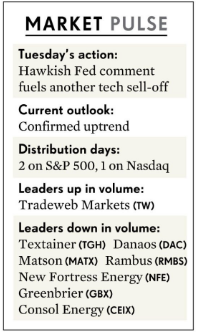 MARKET PULSE
Tuesday's action:
Hawkish Fed comment
fuels another tech sell-off
Current outlook:
Confirmed uptrend
Distribution days:
2 on S&P 500, 1 on Nasdaq
Leaders up in volume:
Tradeweb Markets (TW)
Leaders down in volume:
Textainer (TGH) Danaos (DAC)
Matson (MATX) Rambus (RMBS)
New Fortress Energy (NFE)
Greenbrier (GBX)
Consol Energy (CEIX)